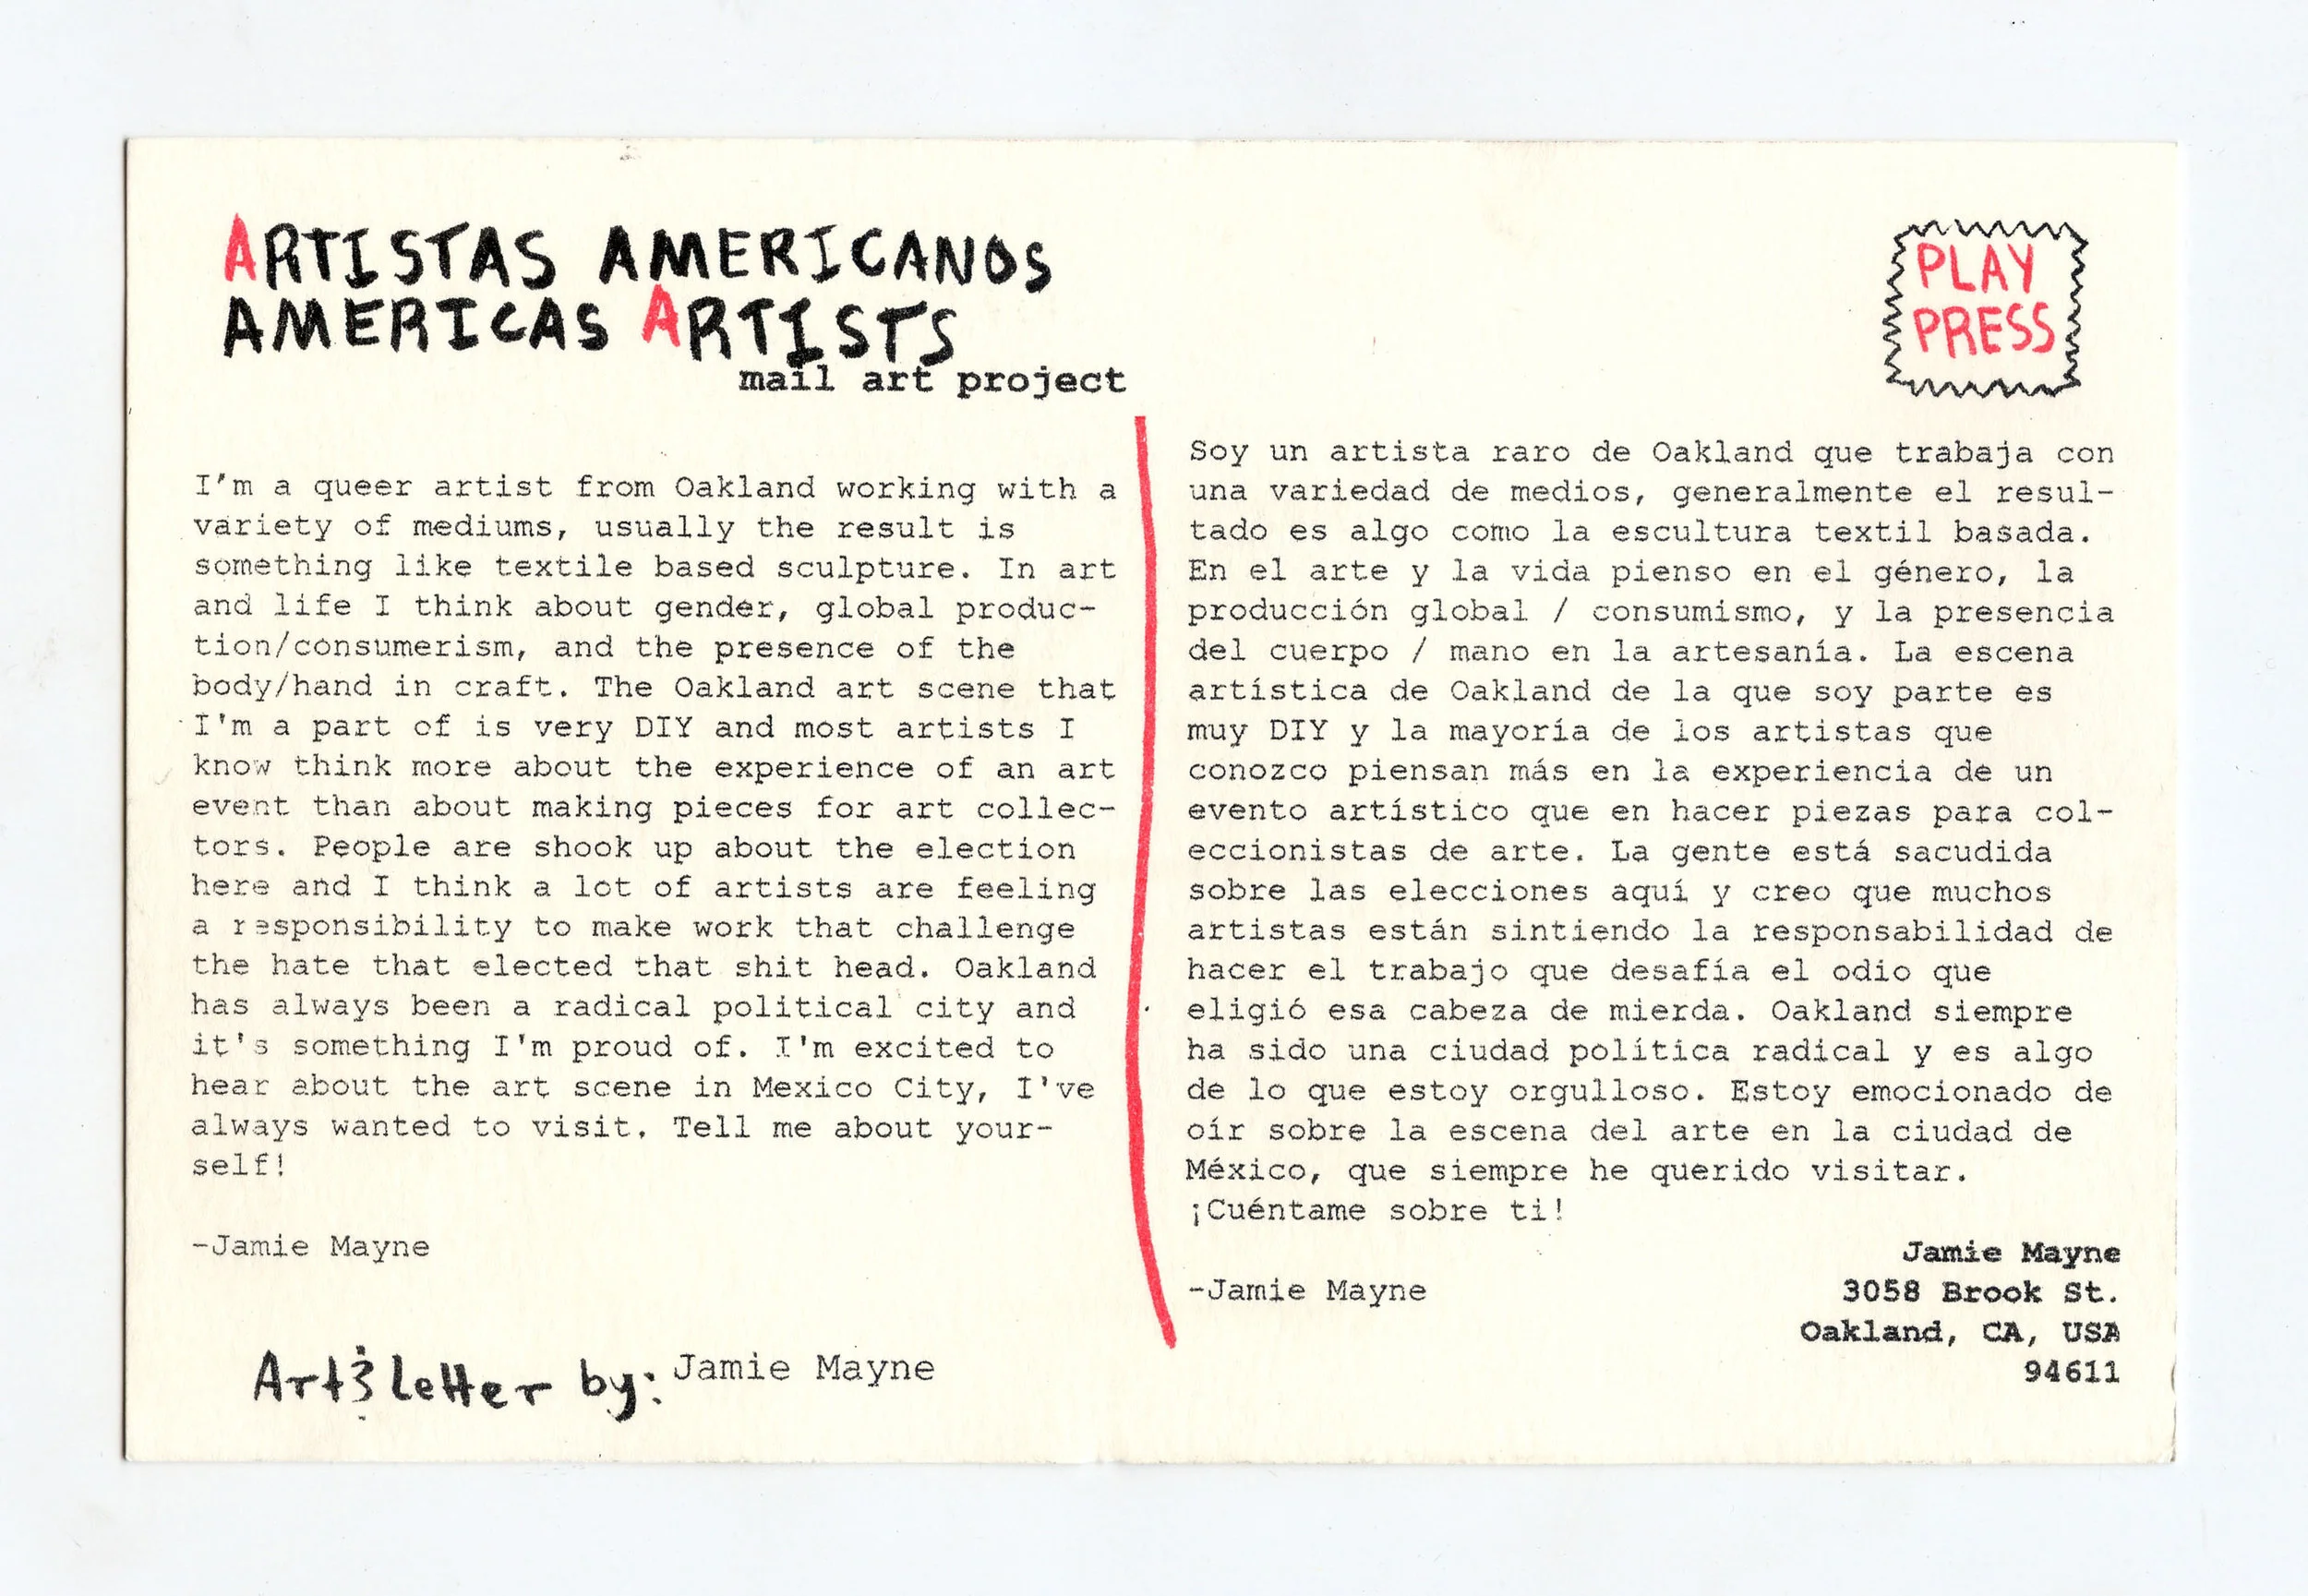 ARTISTAS AMERICANOS
AMERICAS ARTISTS
mail art project
PLAY
PRESS
I'm a queer artist from Oakland working with a
variety of mediums, usually the result is
something like textile based sculpture. In art
and life I think about gender, global produc-
tion/consumerism, and the presence of the
body/hand in craft. The Oakland art scene that
I'm a part of is very DIY and most artists I
know think more about the experience of an art
event than about making pieces for art collec-
tors. People are shook up about the election
here and I think a lot of artists are feeling
a responsibility to make work that challenge
the hate that elected that shit head. Oakland
has always been a radical political city and
it's something I'm proud of. I'm excited to
hear about the art scene in Mexico City, I've
always wanted to visit. Tell me about your-
self!
-Jamie Mayne
Art & Letter by: Jamie Mayne
Soy un artista raro de Oakland que trabaja con
una variedad de medios, generalmente el resul-
tado es algo como la escultura textil basada.
En el arte y la vida pienso en el género, la
producción global / consumismo, y la presencia
del cuerpo / mano en la artesanía. La escena
artística de Oakland de la que soy parte es
muy DIY y la mayoría de los artistas que
conozco piensan más en la experiencia de un
evento artístico que en hacer piezas para col-
eccionistas de arte. La gente está sacudida
sobre las elecciones aquí y creo que muchos
artistas están sintiendo la responsabilidad de
hacer el trabajo que desafía el odio que
eligió esa cabeza de mierda. Oakland siempre
ha sido una ciudad política radical y es algo
de lo que estoy orgulloso. Estoy emocionado de
oír sobre la escena del arte en la ciudad de
México, que siempre he querido visitar.
¡Cuéntame sobre ti!
-Jamie Mayne
Jamie Mayne
3058 Brook St.
Oakland, CA, USA
94611